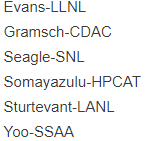 Evans-LLNL
Gramsch-CDAC
Seagle-SNL
Somayazulu-HPCAT
Sturtevant-LANL
Yoo-SSAA